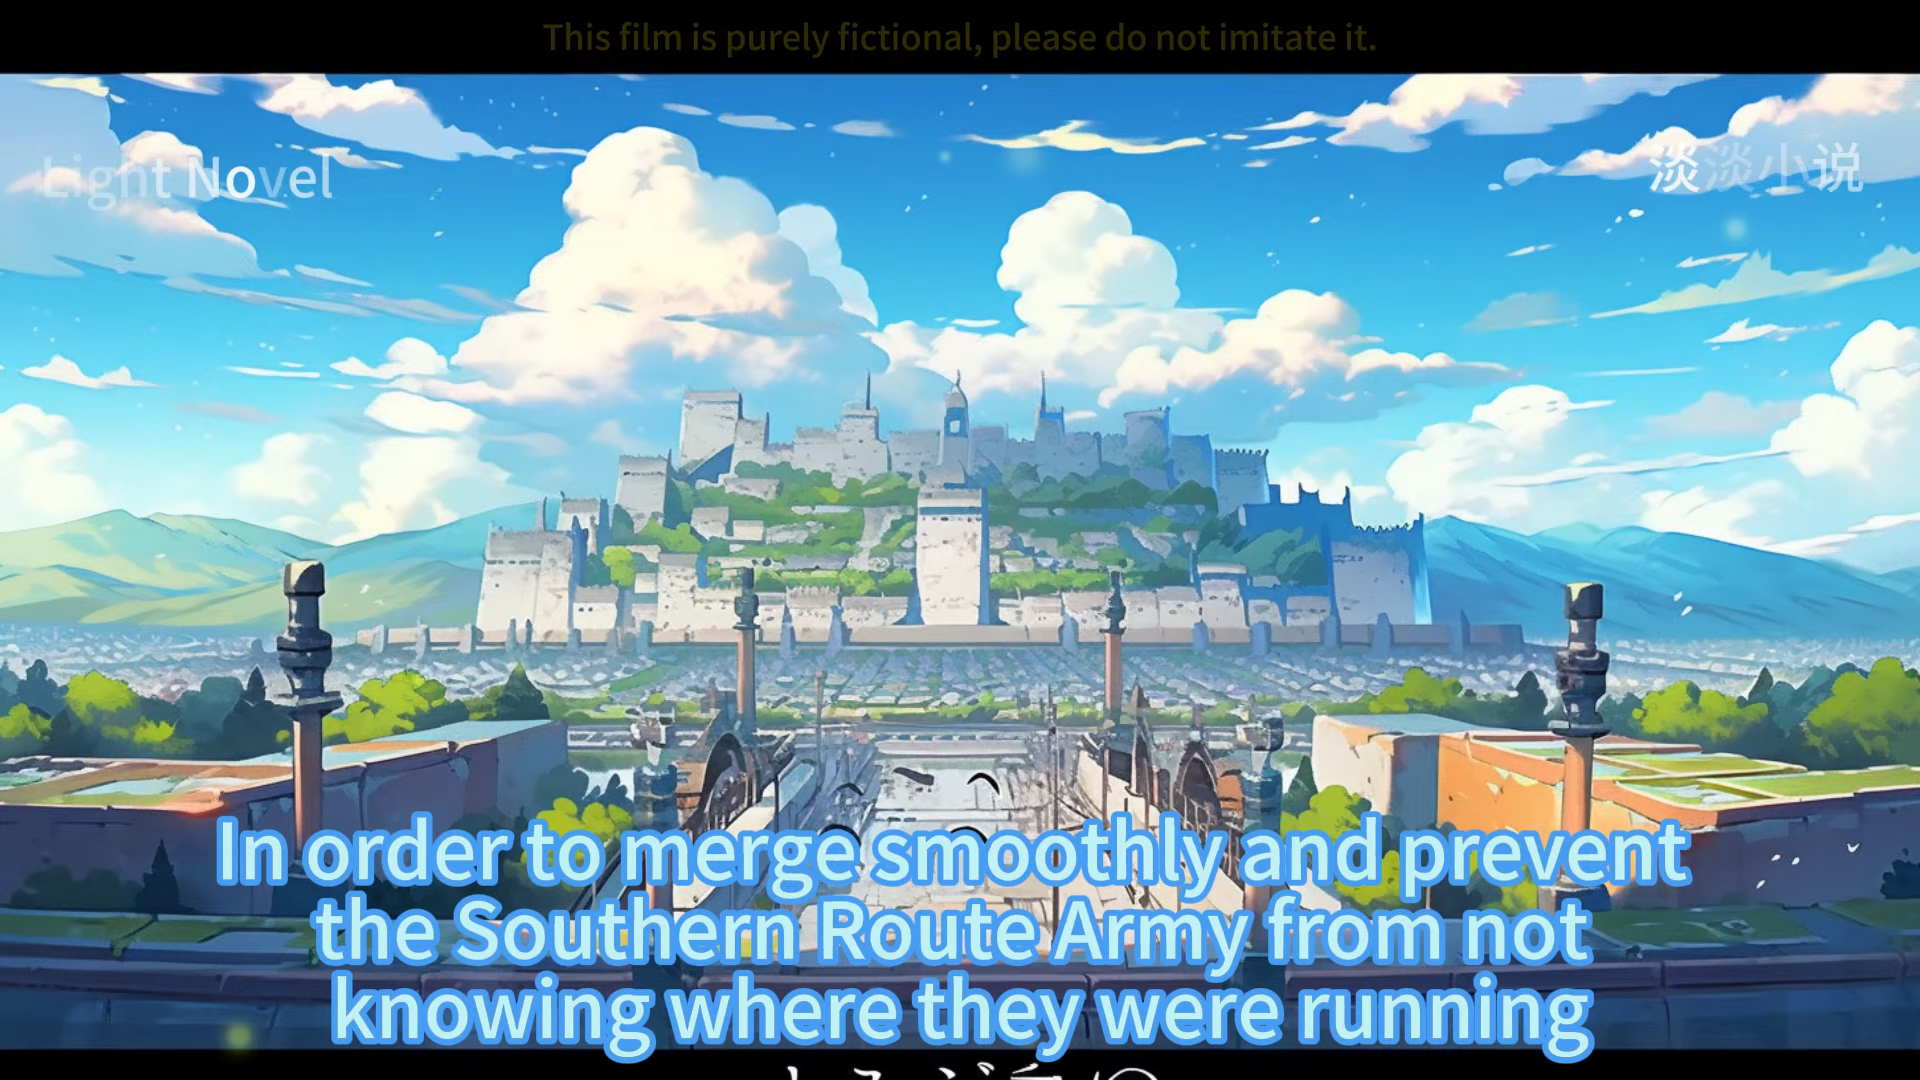 This film is purely fictional, please do not imitate it.
Light Novel
淡淡小说
In order to merge smoothly and prevent
the Southern Route Army from not
knowing where they were running